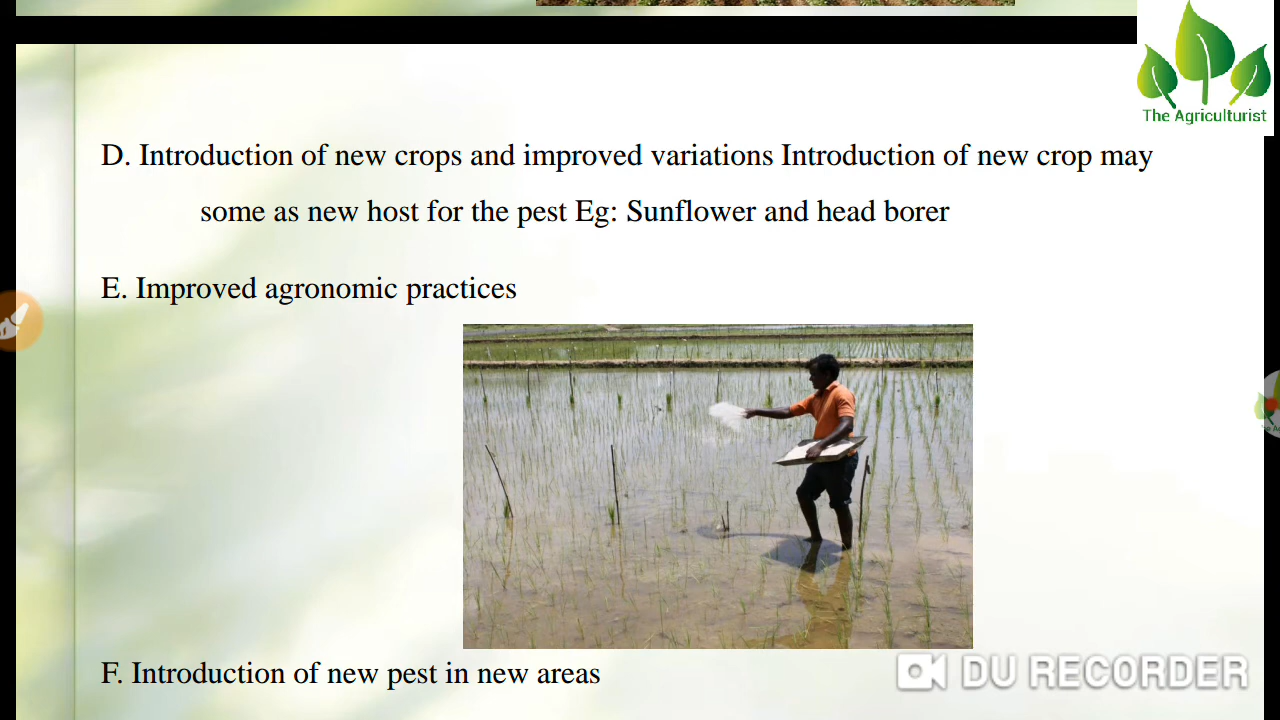 The Agriculturist
D. Introduction of new crops and improved variations Introduction of new crop may
some as new host for the pest Eg: Sunflower and head borer
E. Improved agronomic practices
F. Introduction of new pest in new areas
DU RECORDER